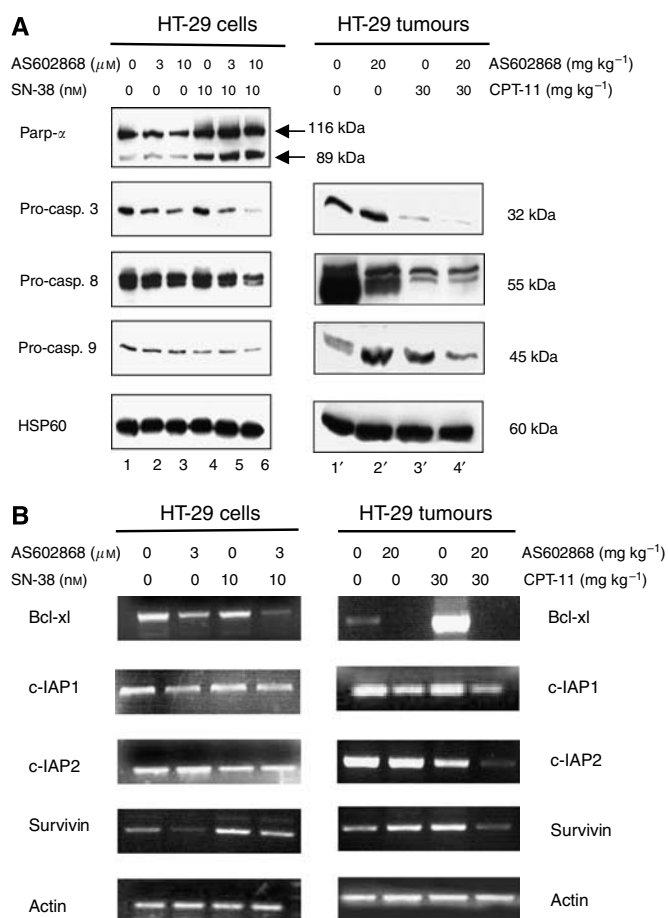 A
HT-29 cells
HT-29 tumours
AS602868 (μM) 0 3 10 0 3 10
0 20 0 20 AS602868 (mg kg⁻¹)
SN-38 (nM) 0 0 0 10 10 10
0 0 30 30 CPT-11 (mg kg⁻¹)
Parp-α
116 kDa
89 kDa
Pro-casp. 3
32 kDa
Pro-casp. 8
55 kDa
Pro-casp. 9
45 kDa
HSP60
60 kDa
1 2 3 4 5 6
1′ 2′ 3′ 4′
B
HT-29 cells
HT-29 tumours
AS602868 (μM) 0 3 0 3
0 20 0 20 AS602868 (mg kg⁻¹)
SN-38 (nM) 0 0 10 10
0 0 30 30 CPT-11 (mg kg⁻¹)
Bcl-xl
Bcl-xl
c-IAP1
c-IAP1
c-IAP2
c-IAP2
Survivin
Survivin
Actin
Actin